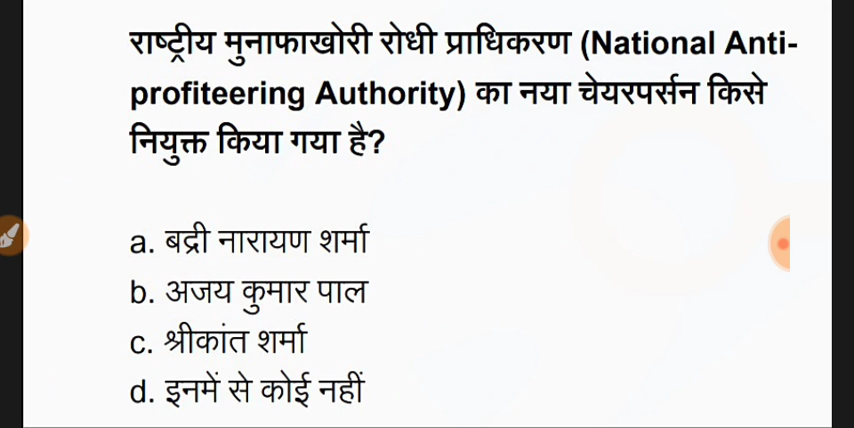 राष्ट्रीय मुनाफाखोरी रोधी प्राधिकरण (National Anti-
profiteering Authority) का नया चेयरपर्सन किसे
नियुक्त किया गया है?
a. बद्री नारायण शर्मा
b. अजय कुमार पाल
c. श्रीकांत शर्मा
d. इनमें से कोई नहीं